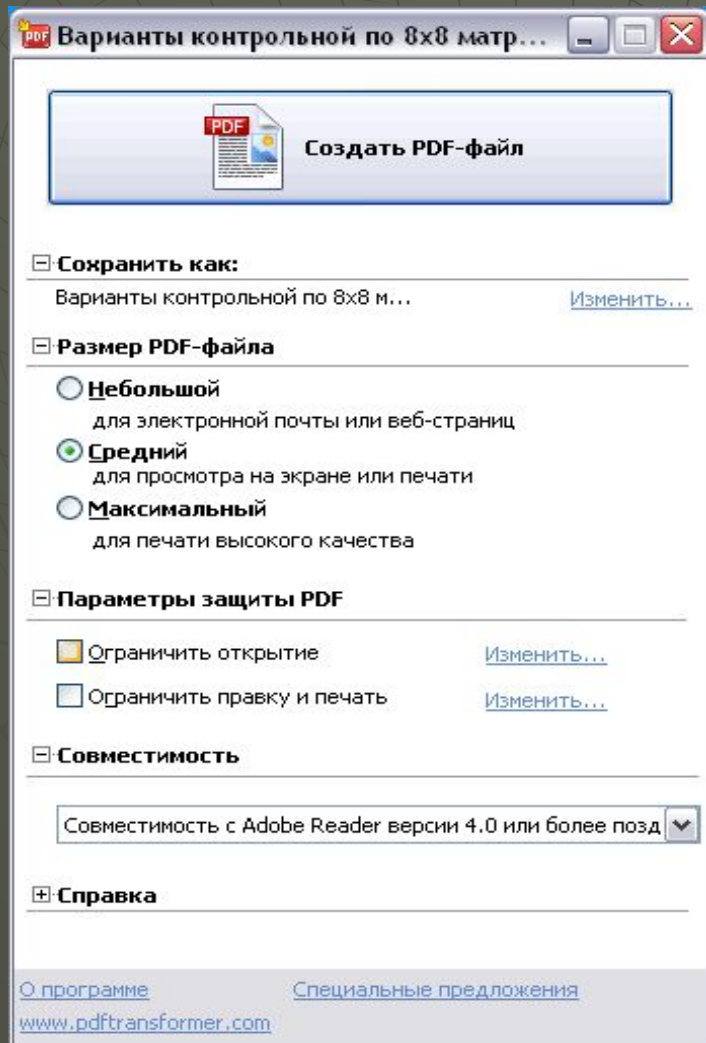 PDF Варианты контрольной по 8x8 матр...
PDF Создать PDF-файл
Сохранить как:
Варианты контрольной по 8x8 м... Изменить...
Размер PDF-файла
Небольшой
для электронной почты или веб-страниц
Средний
для просмотра на экране или печати
Максимальный
для печати высокого качества
Параметры защиты PDF
Ограничить открытие Изменить...
Ограничить правку и печать Изменить...
Совместимость
Совместимость с Adobe Reader версии 4.0 или более позд
Справка
О программе Специальные предложения
www.pdftransformer.com